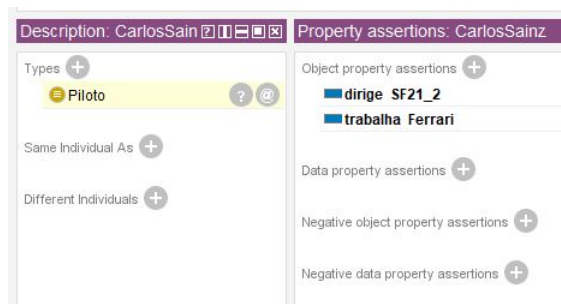 Description: CarlosSain
Types
Piloto
Same Individual As
Different Individuals
Property assertions: CarlosSainz
Object property assertions
dirige SF21_2
trabalha Ferrari
Data property assertions
Negative object property assertions
Negative data property assertions